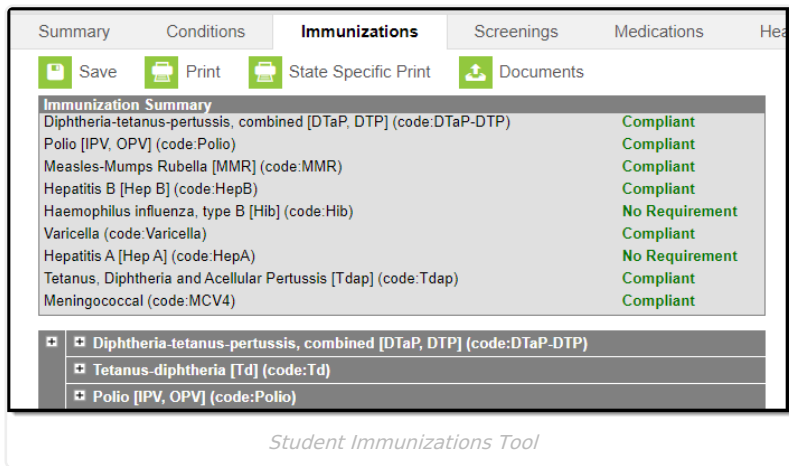 Summary Conditions Immunizations Screenings Medications Hea
Save Print State Specific Print Documents
Immunization Summary
Diphtheria-tetanus-pertussis, combined [DTaP, DTP] (code:DTaP-DTP) Compliant
Polio [IPV, OPV] (code:Polio) Compliant
Measles-Mumps Rubella [MMR] (code:MMR) Compliant
Hepatitis B [Hep B] (code:HepB) Compliant
Haemophilus influenza, type B [Hib] (code:Hib) No Requirement
Varicella (code:Varicella) Compliant
Hepatitis A [Hep A] (code:HepA) No Requirement
Tetanus, Diphtheria and Acellular Pertussis [Tdap] (code:Tdap) Compliant
Meningococcal (code:MCV4) Compliant
Diphtheria-tetanus-pertussis, combined [DTaP, DTP] (code:DTaP-DTP)
Tetanus-diphtheria [Td] (code:Td)
Polio [IPV, OPV] (code:Polio)
Student Immunizations Tool